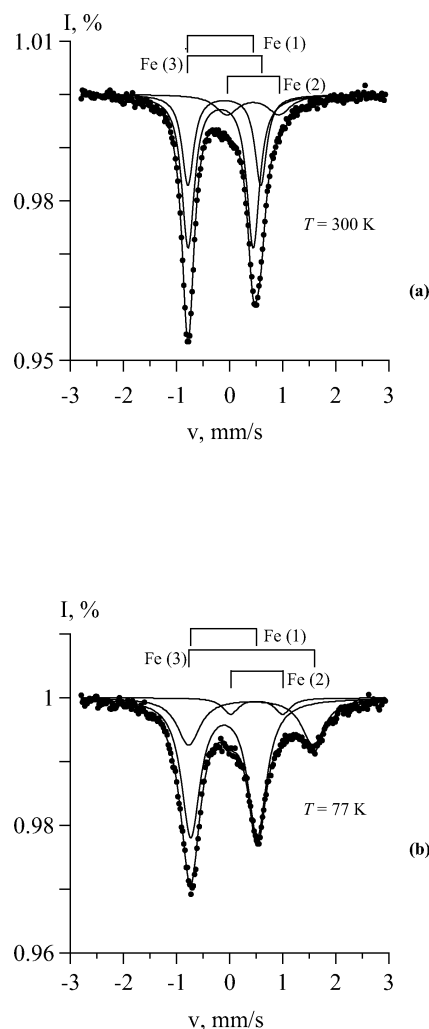 I, %
1.01
Fe (1)
Fe (3)
Fe (2)
0.98
T = 300 K
(a)
0.95
-3 -2 -1 0 1 2 3
v, mm/s
I, %
Fe (1)
Fe (3)
Fe (2)
1
0.98
T = 77 K
(b)
0.96
-3 -2 -1 0 1 2 3
v, mm/s